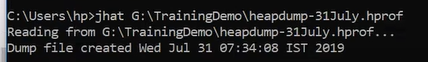 C:\Users\hp>jhat G:\TrainingDemo\heapdump-31July.hprof
Reading from G:\TrainingDemo\heapdump-31July.hprof...
Dump file created Wed Jul 31 07:34:08 IST 2019